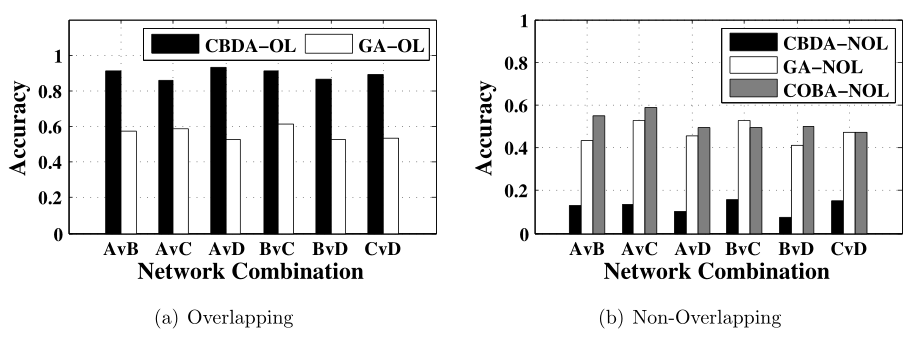 CBDA-OL GA-OL
1
0.8
0.6
0.4
0.2
0
Accuracy
AvB AvC AvD BvC BvD CvD
Network Combination
(a) Overlapping
CBDA-NOL
GA-NOL
COBA-NOL
1
0.8
0.6
0.4
0.2
0
Accuracy
AvB AvC AvD BvC BvD CvD
Network Combination
(b) Non-Overlapping